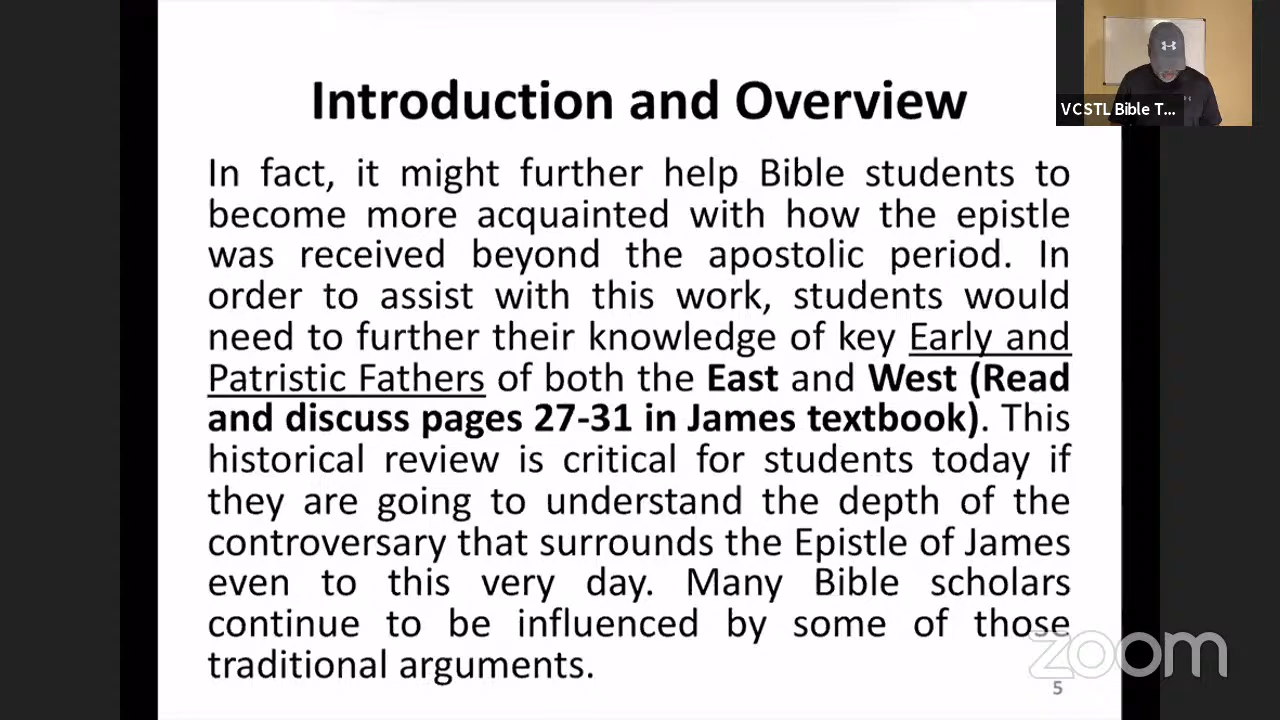 Introduction and Overview
VCSTL Bible T...
In fact, it might further help Bible students to
become more acquainted with how the epistle
was received beyond the apostolic period. In
order to assist with this work, students would
need to further their knowledge of key Early and
Patristic Fathers of both the East and West (Read
and discuss pages 27-31 in James textbook). This
historical review is critical for students today if
they are going to understand the depth of the
controversary that surrounds the Epistle of James
even to this very day. Many Bible scholars
continue to be influenced by some of those
traditional arguments.
zoom
5